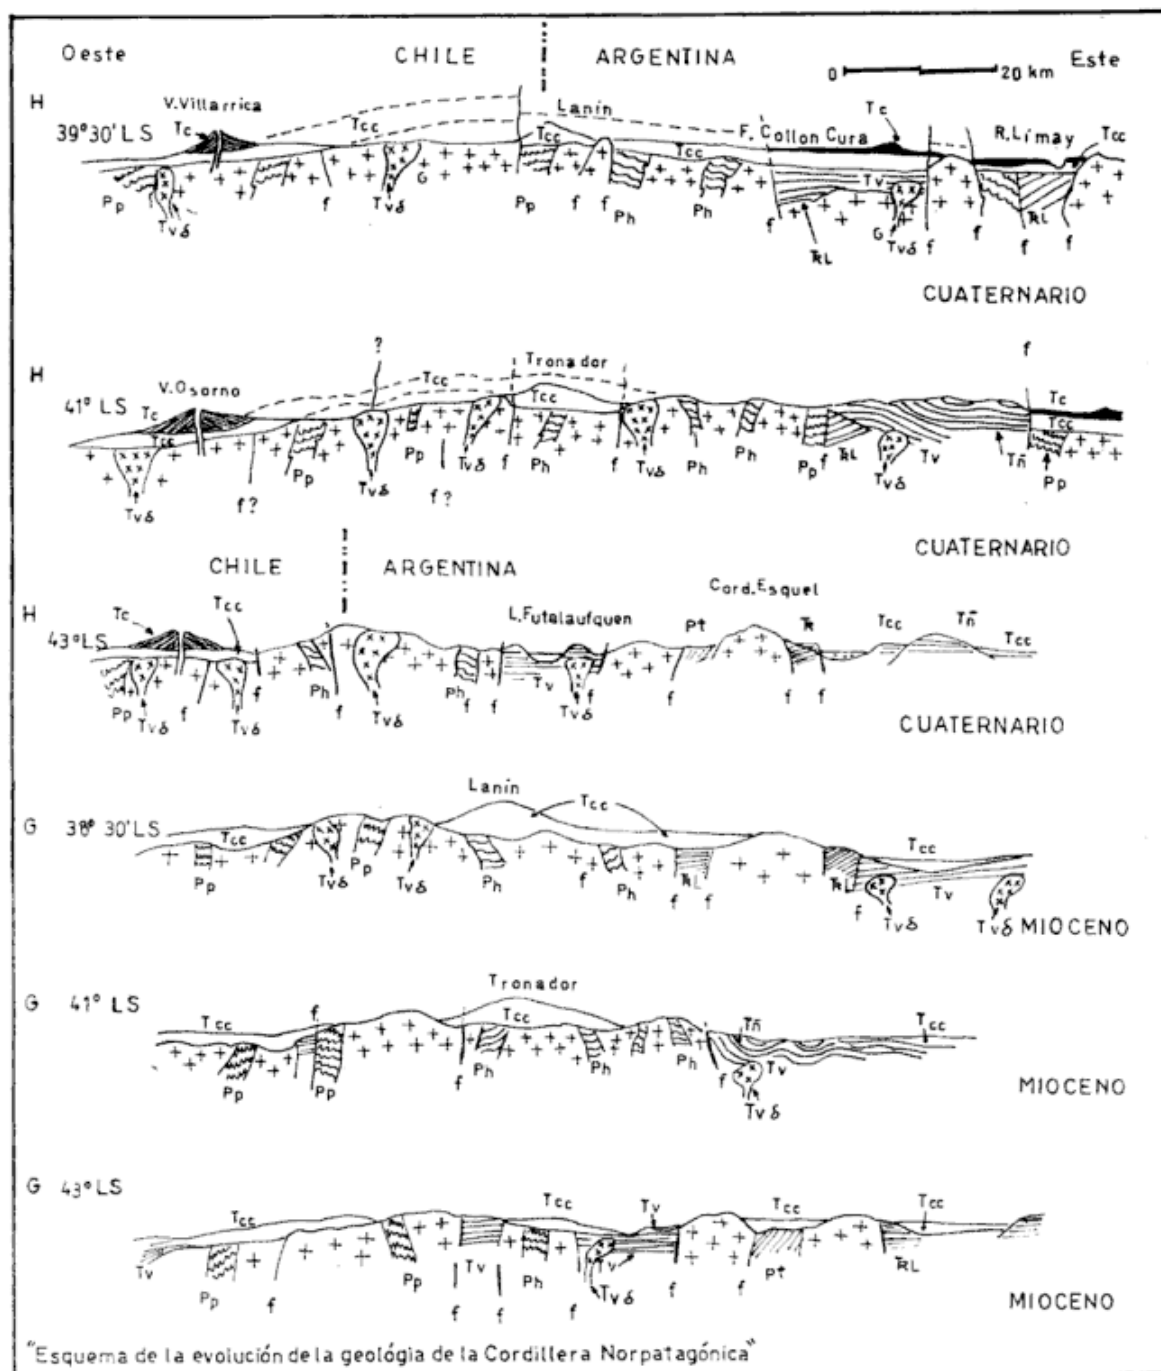 Oeste CHILE ARGENTINA Este
0 20 km
H V. Villarrica Lanín Tc
39°30' LS Tc Tcc Tcc F. Collon Cura R. Limay Tcc
Tcc
Pp Tvδ f G Tvδ Pp f f Ph Ph f TRL Tv G Tvδ f f TRL f f
CUATERNARIO
H ? Tronador f
41° LS V. Osorno Tcc Tc
Tc Tcc Tcc
Tvδ f? Pp Tvδ Pp f? Tvδ f Ph Tvδ Ph Ph Pp f TRL Tvδ Tv Tñ Pp
CUATERNARIO
CHILE ARGENTINA
H Cord. Esquel
43° LS Tc Tcc L. Futalaufquen Pt TR Tcc Tñ Tcc
Pp Tvδ f Tvδ f Ph f Tvδ Ph f f Tv Tvδ f f f f
CUATERNARIO
Lanín
G 38° 30' LS Tcc Tcc Tcc
Pp Tvδ Pp Tvδ Ph f Ph TRL f f TRL f Tvδ Tv Tvδ
MIOCENO
Tronador
G 41° LS Tcc f Tcc Tñ Tcc
Pp Pp f Ph Ph Ph f Tv Tvδ
MIOCENO
G 43° LS
Tcc Tcc Tv Tcc Tcc
Tv Pp f Pp Tv f f Ph f Tv Tvδ f f Pt TRL
MIOCENO
"Esquema de la evolución de la geológia de la Cordillera Norpatagónica"